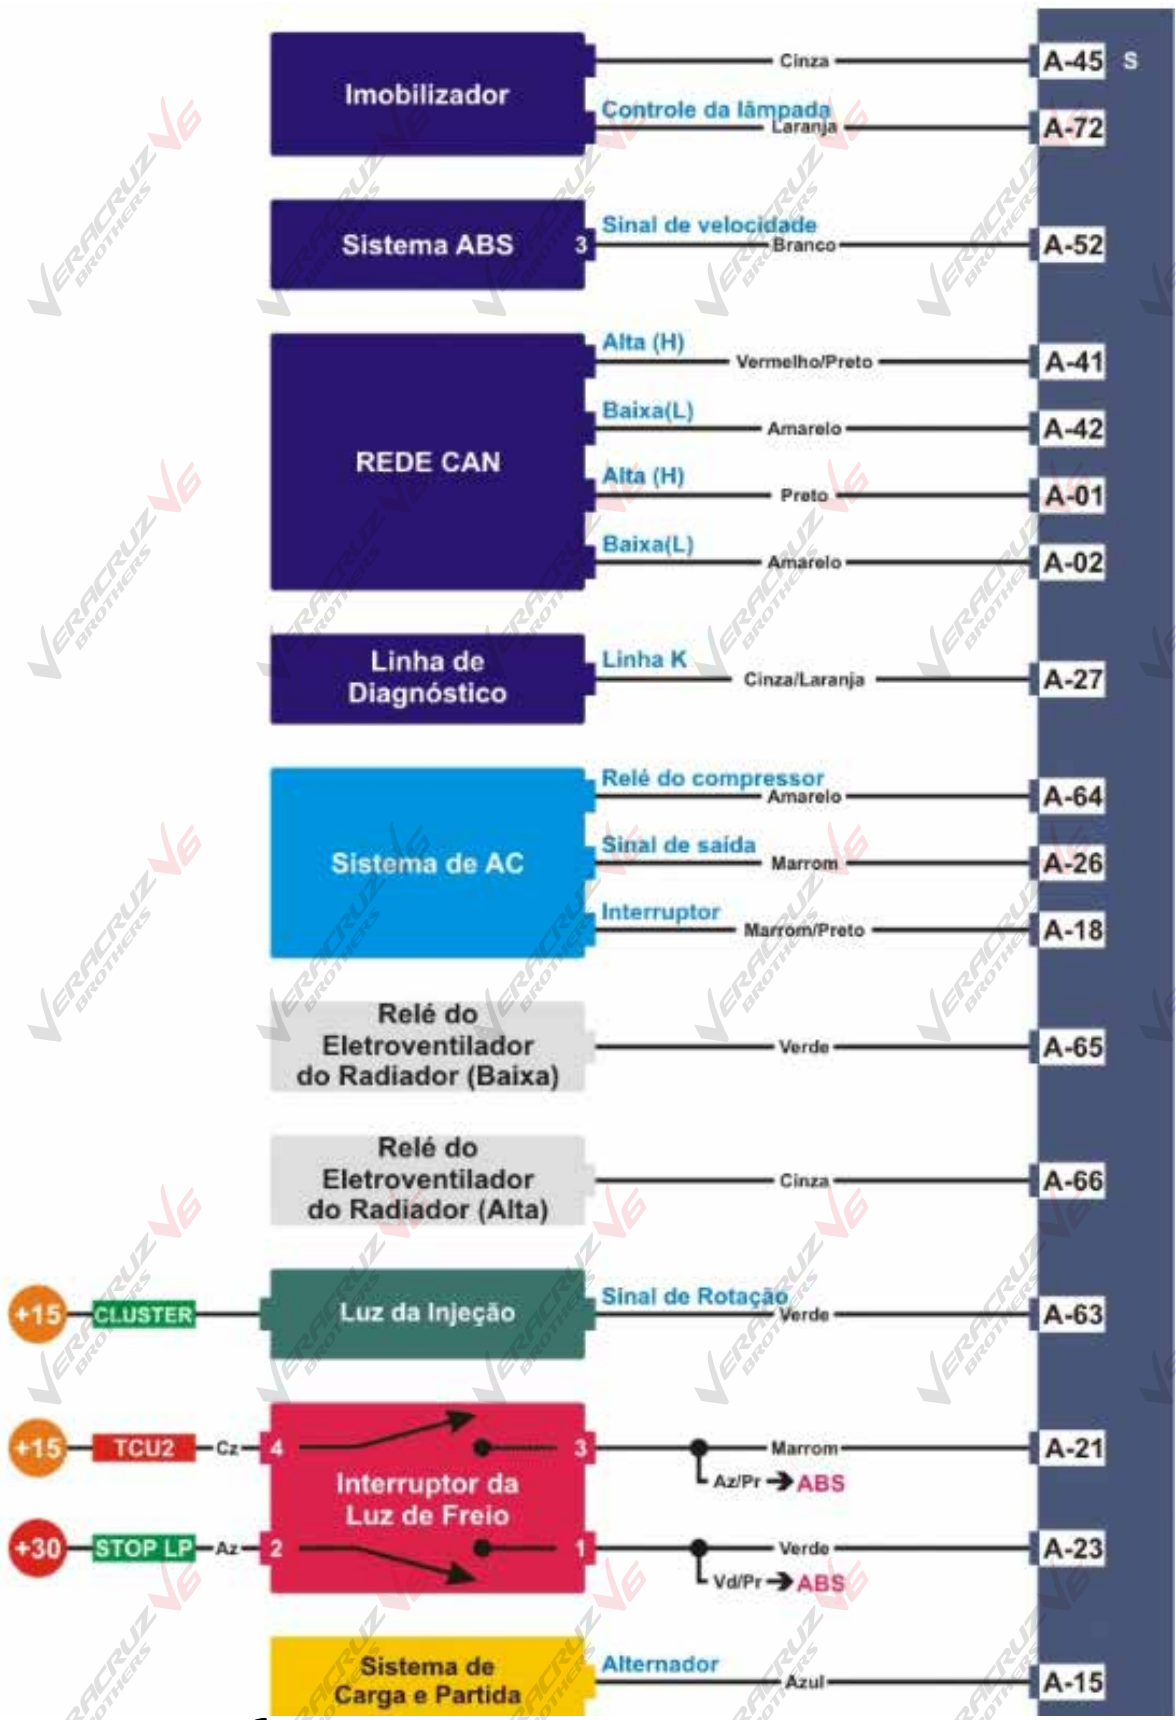 Imobilizador
Cinza
A-45
S
Controle da lâmpada
Laranja
A-72
Sistema ABS
3
Sinal de velocidade
Branco
A-52
REDE CAN
Alta (H)
Vermelho/Preto
A-41
Baixa(L)
Amarelo
A-42
Alta (H)
Preto
A-01
Baixa(L)
Amarelo
A-02
Linha de
Diagnóstico
Linha K
Cinza/Laranja
A-27
Sistema de AC
Relé do compressor
Amarelo
A-64
Sinal de saída
Marrom
A-26
Interruptor
Marrom/Preto
A-18
Relé do
Eletroventilador
do Radiador (Baixa)
Verde
A-65
Relé do
Eletroventilador
do Radiador (Alta)
Cinza
A-66
+15
CLUSTER
Luz da Injeção
Sinal de Rotação
Verde
A-63
+15
TCU2
Cz
4
3
Marrom
A-21
Az/Pr
ABS
Interruptor da
Luz de Freio
+30
STOP LP
Az
2
1
Verde
A-23
Vd/Pr
ABS
Sistema de
Carga e Partida
Alternador
Azul
A-15
VERACRUZ
BROTHERS
V6